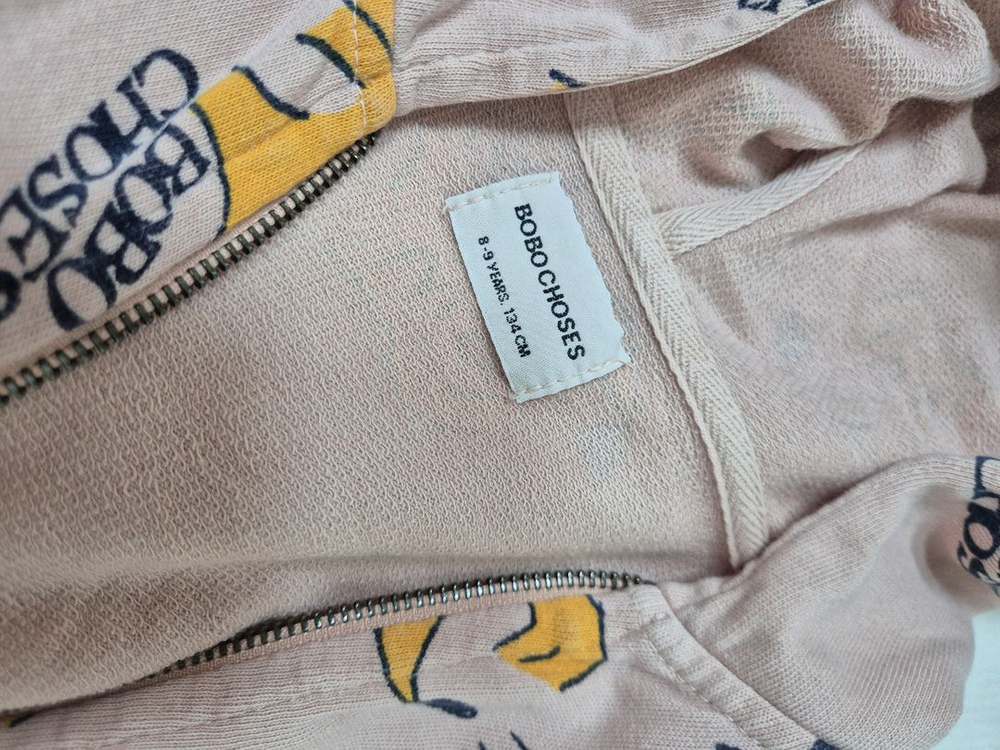 BOBO CHOSES
8-9 YEARS. 134 CM
BOBO
CHOSES